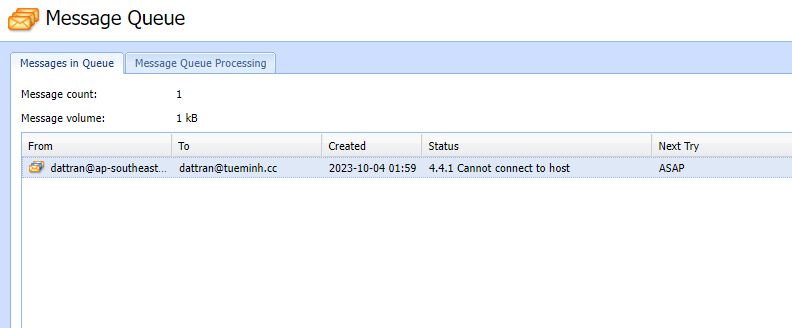 Message Queue
Messages in Queue Message Queue Processing
Message count: 1
Message volume: 1 kB
From To Created Status Next Try
dattran@ap-southeast... dattran@tueminh.cc 2023-10-04 01:59 4.4.1 Cannot connect to host ASAP